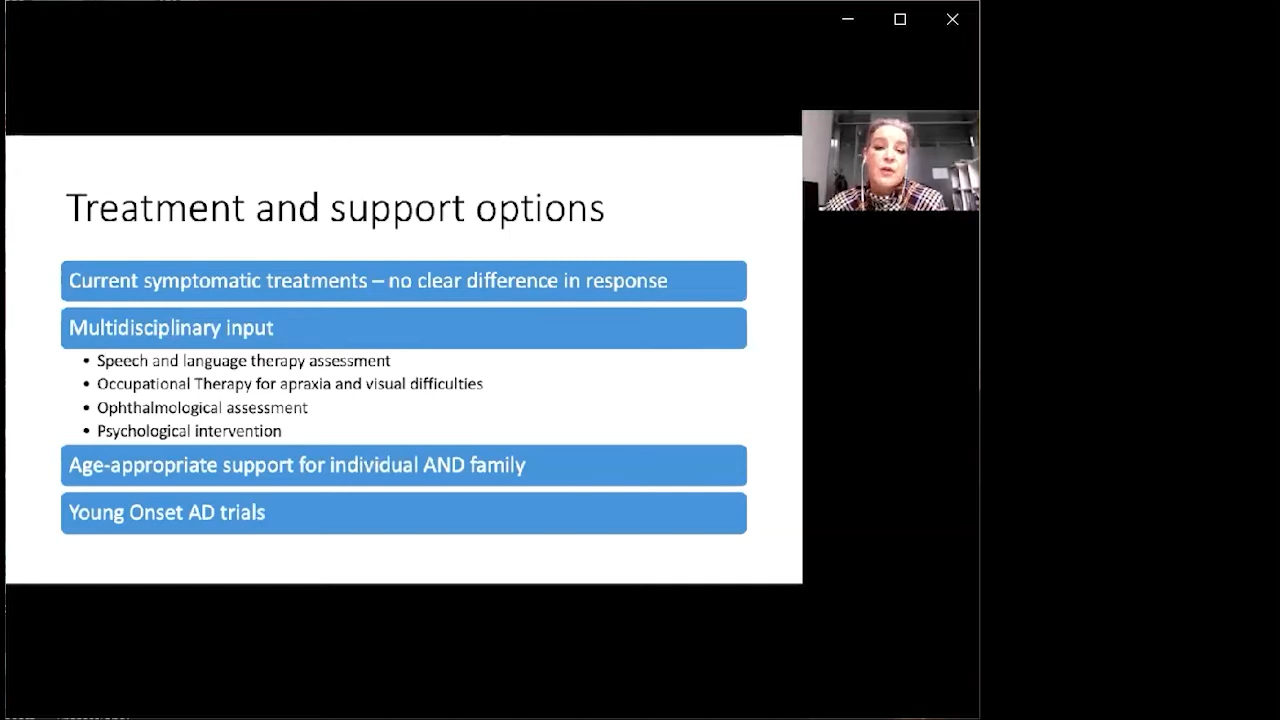 Treatment and support options
Current symptomatic treatments – no clear difference in response
Multidisciplinary input
• Speech and language therapy assessment
• Occupational Therapy for apraxia and visual difficulties
• Ophthalmological assessment
• Psychological intervention
Age-appropriate support for individual AND family
Young Onset AD trials